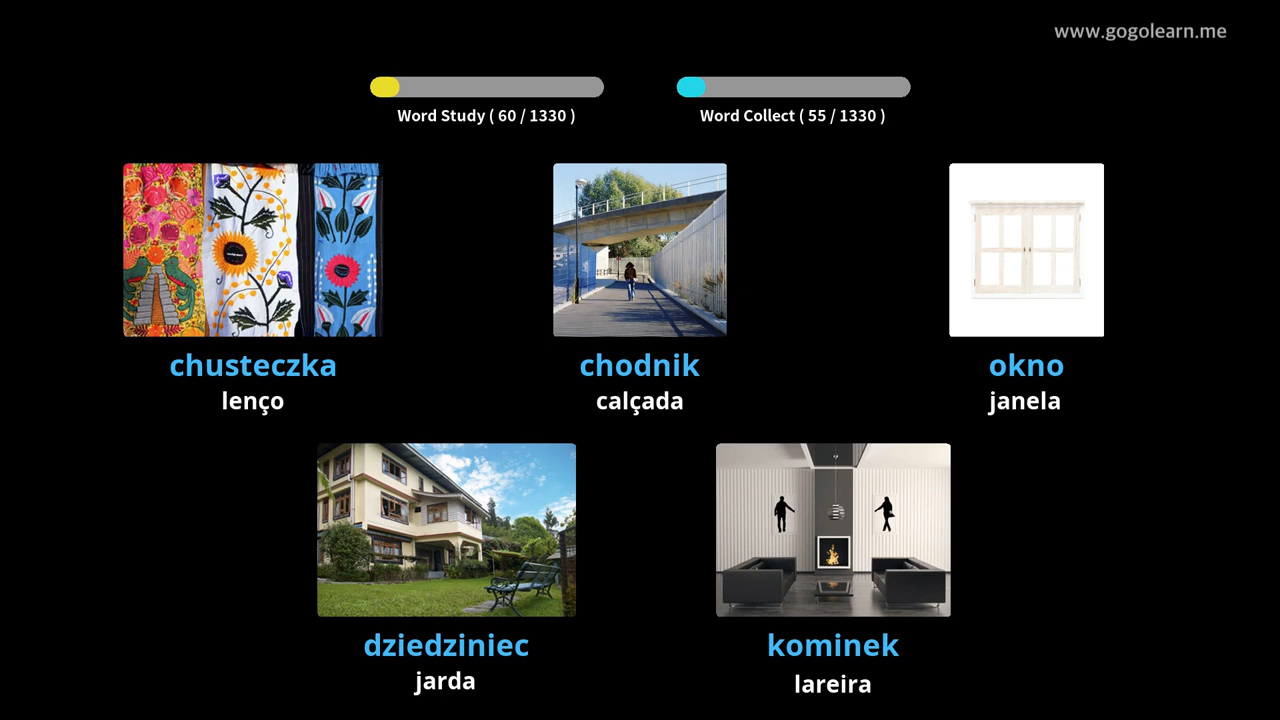 www.gogolearn.me
Word Study ( 60 / 1330 )
Word Collect ( 55 / 1330 )
chusteczka
lenço
chodnik
calçada
okno
janela
dziedziniec
jarda
kominek
lareira